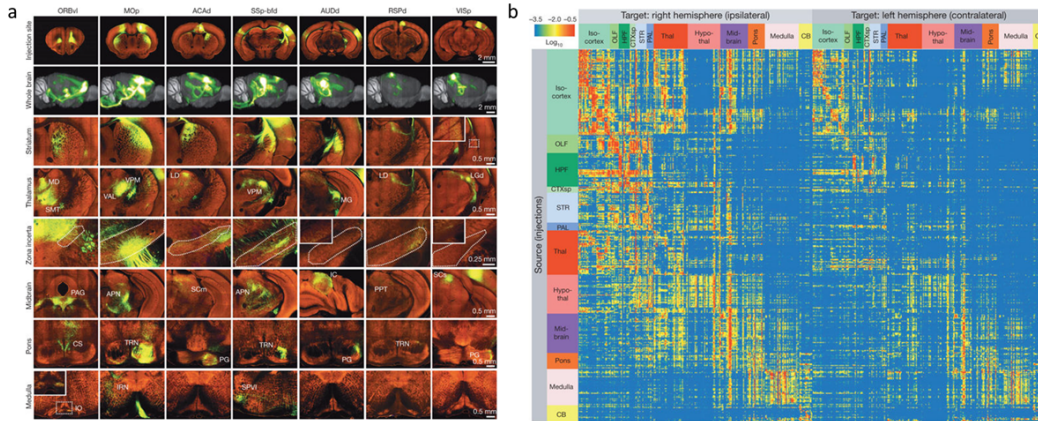 a
ORBvi MOp ACAd SSp-bfd AUDd RSPd VISp
Injection site
2 mm
Whole brain
2 mm
Striatum
0.5 mm
Thalamus
MD
SMT
VAL
VPM
LD
VPM
MG
LD
LGd
0.5 mm
Zona incerta
0.25 mm
Midbrain
PAG
APN
SCm
APN
IC
PPT
SCs
0.5 mm
Pons
CS
TRN
PG
TRN
PG
TRN
PG
0.5 mm
Medulla
IO
IRN
SPVI
0.5 mm
b
-3.5 -2.0 -0.5
Log10
Target: right hemisphere (ipsilateral) Target: left hemisphere (contralateral)
Iso-
cortex
OLF
HPF
CTXsp
STR
PAL
Thal
Hypo-
thal
Mid-
brain
Pons
Medulla
CB
Iso-
cortex
OLF
HPF
CTXsp
STR
PAL
Thal
Hypo-
thal
Mid-
brain
Pons
Medulla
Source (injections)
Iso-
cortex
OLF
HPF
CTXsp
STR
PAL
Thal
Hypo-
thal
Mid-
brain
Pons
Medulla
CB